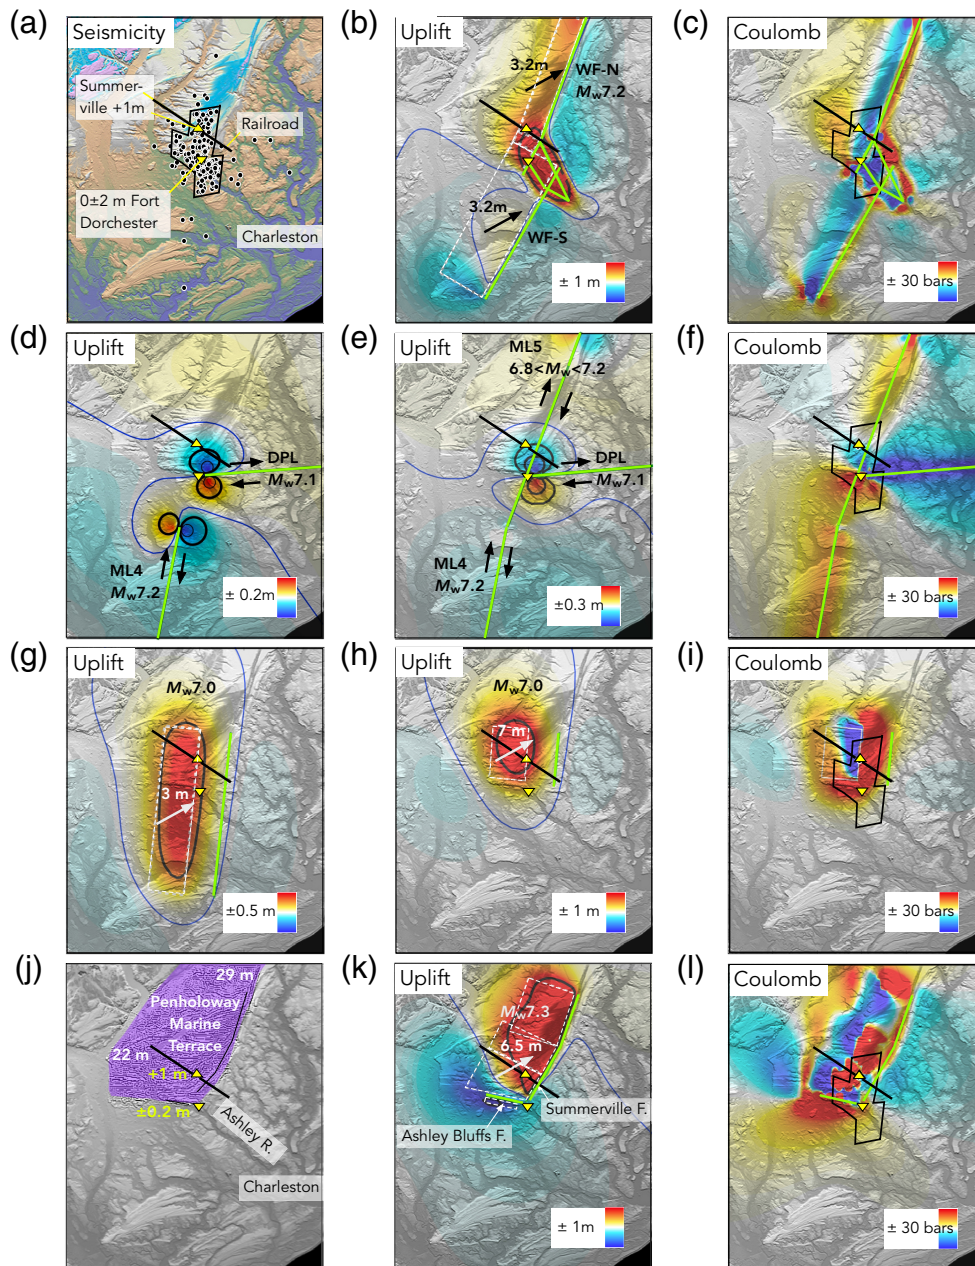 (a)
Seismicity
Summer-
ville +1m
Railroad
0±2 m Fort
Dorchester
Charleston
(b)
Uplift
3.2m
WF-N
Mw7.2
3.2m
WF-S
± 1 m
(c)
Coulomb
± 30 bars
(d)
Uplift
DPL
Mw7.1
ML4
Mw7.2
± 0.2m
(e)
Uplift
ML5
6.8<Mw<7.2
DPL
Mw7.1
ML4
Mw7.2
±0.3 m
(f)
Coulomb
± 30 bars
(g)
Uplift
Mw7.0
3 m
±0.5 m
(h)
Uplift
Mw7.0
7 m
± 1 m
(i)
Coulomb
± 30 bars
(j)
29 m
Penholoway
Marine
Terrace
22 m
+1 m
±0.2 m
Ashley R.
Charleston
(k)
Uplift
Mw7.3
6.5 m
Summerville F.
Ashley Bluffs F.
± 1m
(l)
Coulomb
± 30 bars